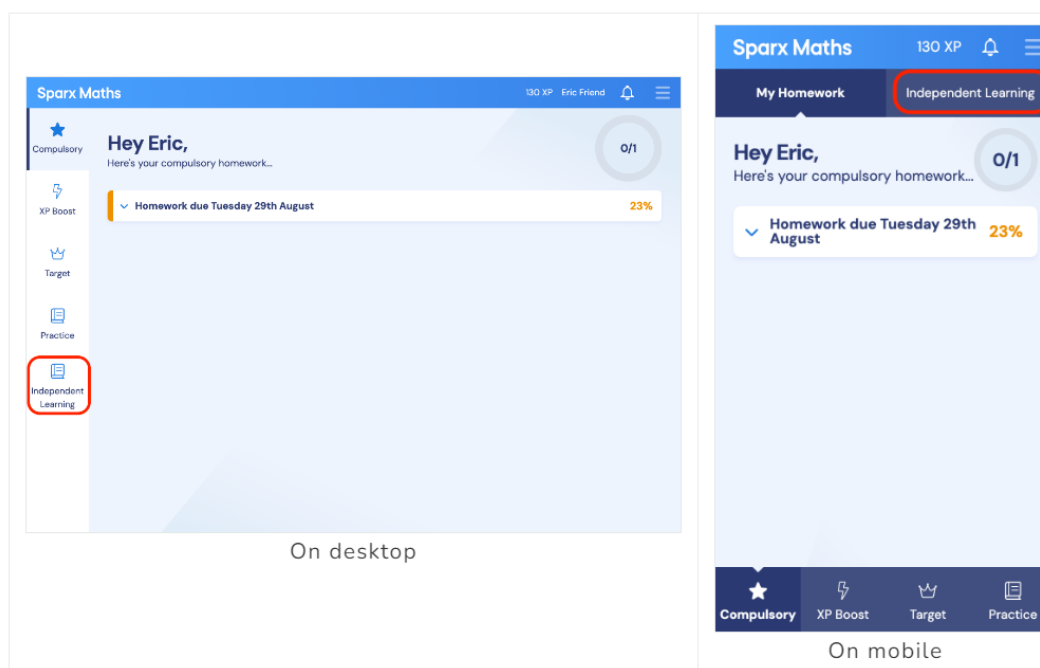 Sparx Maths
130 XP Eric Friend
Compulsory
Hey Eric,
Here's your compulsory homework...
0/1
Homework due Tuesday 29th August
23%
XP Boost
Target
Practice
Independent
Learning
On desktop
Sparx Maths
130 XP
My Homework
Independent Learning
Hey Eric,
Here's your compulsory homework...
0/1
Homework due Tuesday 29th
August
23%
Compulsory
XP Boost
Target
Practice
On mobile